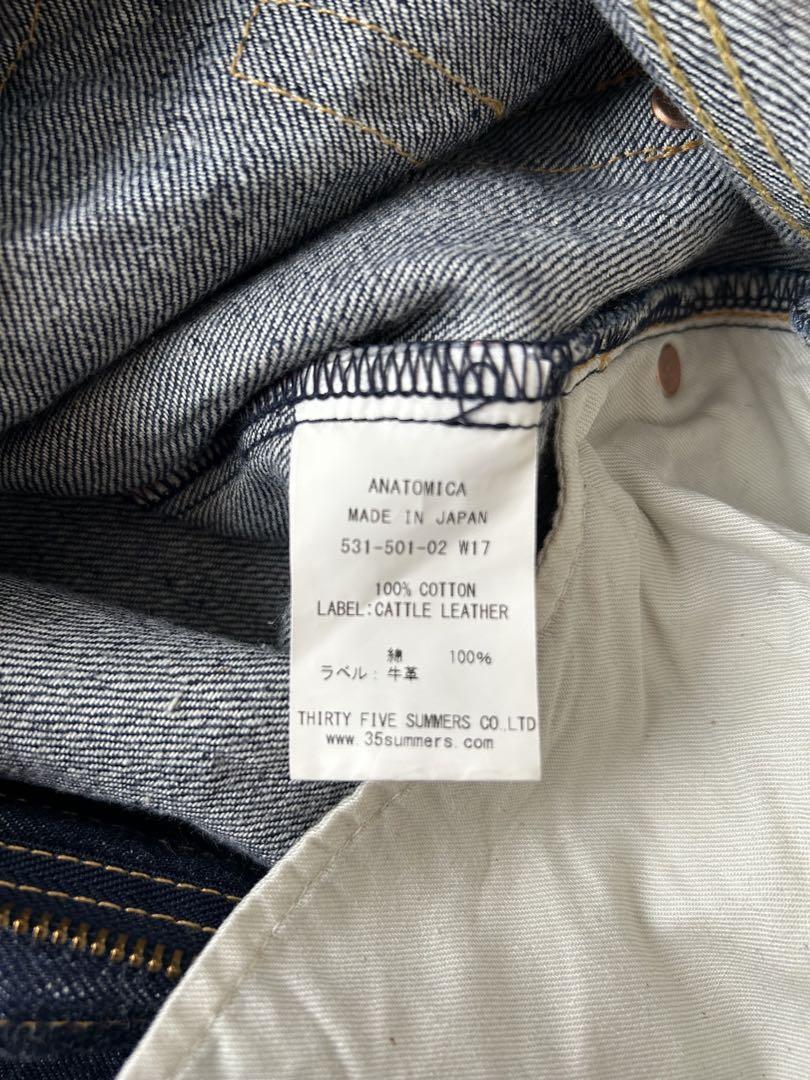 ANATOMICA
MADE IN JAPAN
531-501-02 W17
100% COTTON
LABEL:CATTLE LEATHER
綿 100%
ラベル: 牛革
THIRTY FIVE SUMMERS CO.,LTD
www.35summers.com